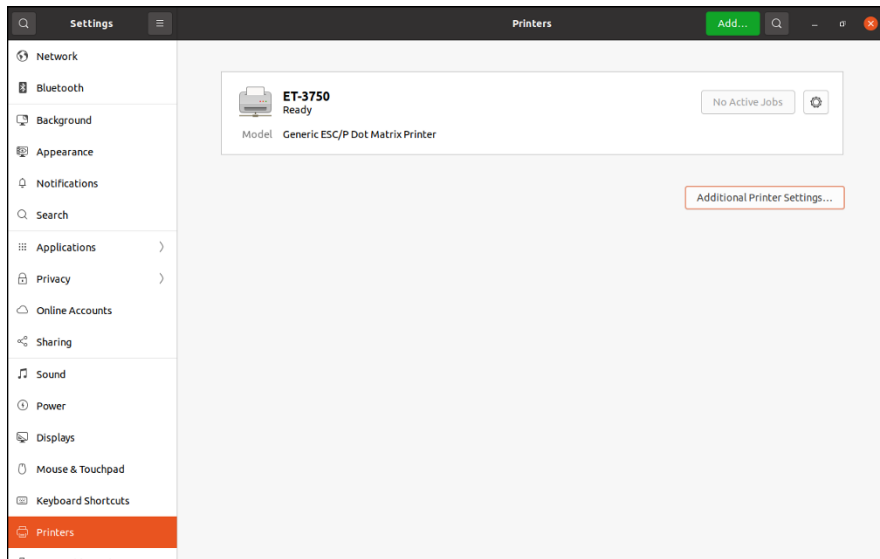 Settings
Printers
Add...
Network
Bluetooth
Background
Appearance
Notifications
Search
Applications
Privacy
Online Accounts
Sharing
Sound
Power
Displays
Mouse & Touchpad
Keyboard Shortcuts
Printers
ET-3750
Ready
No Active Jobs
Model Generic ESC/P Dot Matrix Printer
Additional Printer Settings...